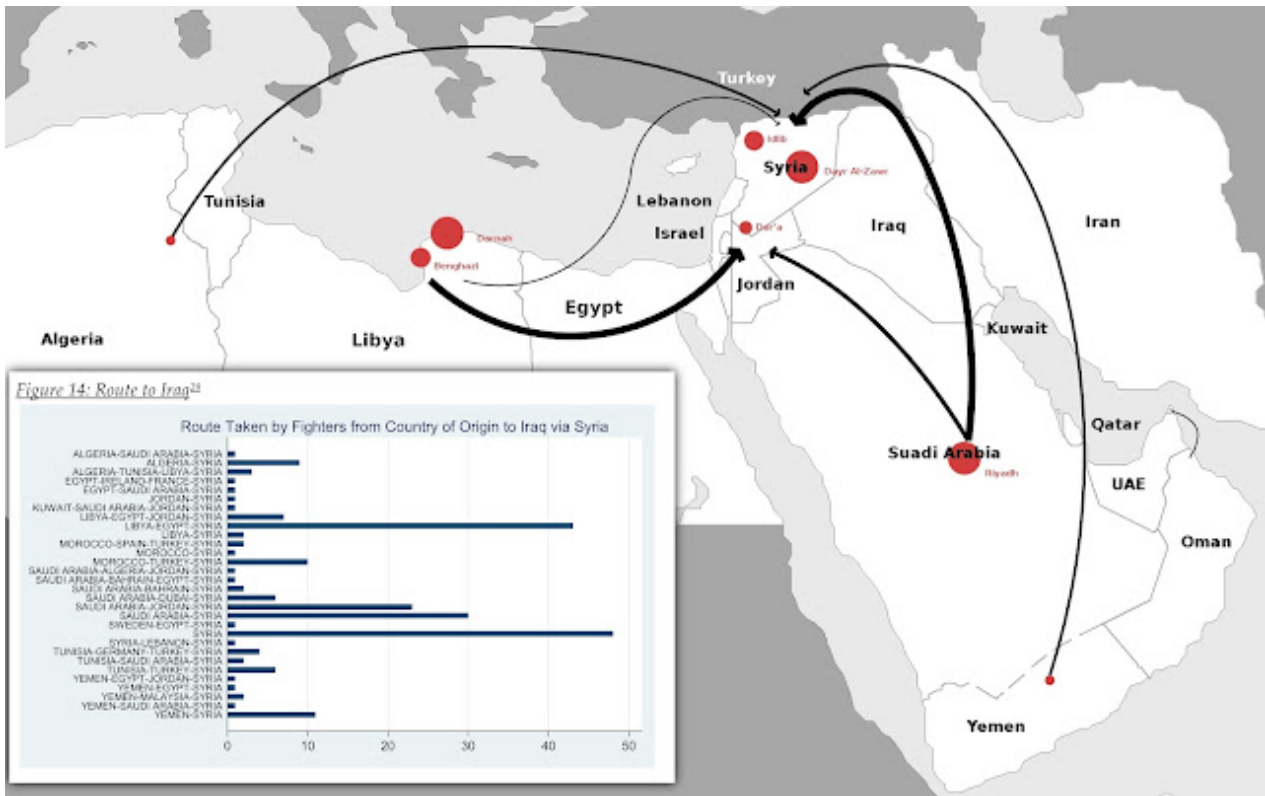 Turkey
Idlib
Syria
Dayr Al-Zawr
Tunisia
Lebanon
Darnah
Israel
Dar'a
Iraq
Iran
Benghazi
Jordan
Egypt
Kuwait
Algeria
Libya
Qatar
Suadi Arabia
Riyadh
UAE
Oman
Yemen
Figure 14: Route to Iraq29
Route Taken by Fighters from Country of Origin to Iraq via Syria
ALGERIA-SAUDI ARABIA-SYRIA
ALGERIA-SYRIA
ALGERIA-TUNISIA-LIBYA-SYRIA
EGYPT-IRELAND-FRANCE-SYRIA
EGYPT-SAUDI ARABIA-SYRIA
JORDAN-SYRIA
KUWAIT-SAUDI ARABIA-JORDAN-SYRIA
LIBYA-EGYPT-JORDAN-SYRIA
LIBYA-EGYPT-SYRIA
LIBYA-SYRIA
MOROCCO-SPAIN-TURKEY-SYRIA
MOROCCO-SYRIA
MOROCCO-TURKEY-SYRIA
SAUDI ARABIA-ALGERIA-JORDAN-SYRIA
SAUDI ARABIA-BAHRAIN-EGYPT-SYRIA
SAUDI ARABIA-BAHRAIN-SYRIA
SAUDI ARABIA-DUBAI-SYRIA
SAUDI ARABIA-JORDAN-SYRIA
SAUDI ARABIA-SYRIA
SWEDEN-EGYPT-SYRIA
SYRIA
SYRIA-LEBANON-SYRIA
TUNISIA-GERMANY-TURKEY-SYRIA
TUNISIA-SAUDI ARABIA-SYRIA
TUNISIA-TURKEY-SYRIA
YEMEN-EGYPT-JORDAN-SYRIA
YEMEN-EGYPT-SYRIA
YEMEN-MALAYSIA-SYRIA
YEMEN-SAUDI ARABIA-SYRIA
YEMEN-SYRIA
0 10 20 30 40 50